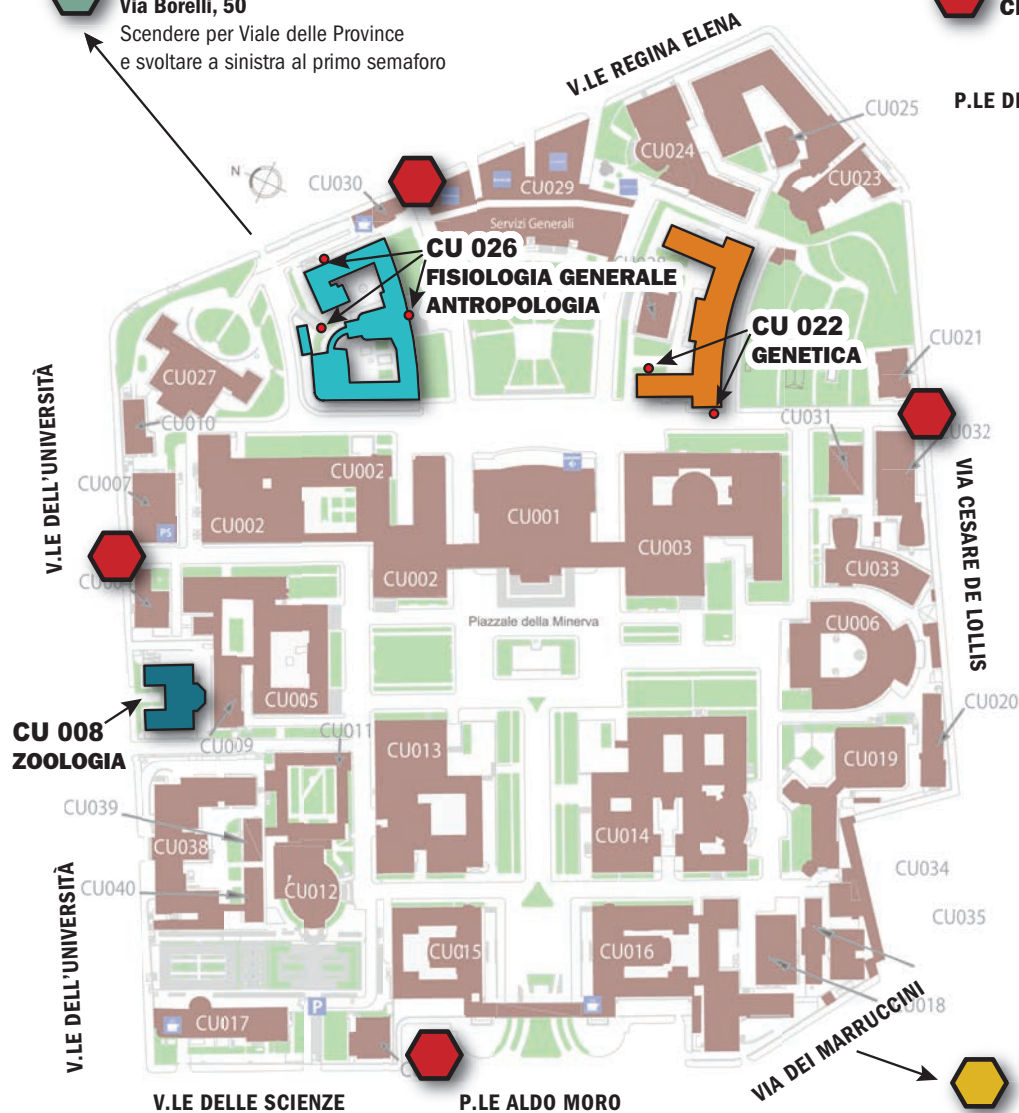 Via Borelli, 50
Scendere per Viale delle Province
e svoltare a sinistra al primo semaforo
V.LE REGINA ELENA
CU025
CU024
CU023
N
CU030
CU029
Servizi Generali
CU 026
FISIOLOGIA GENERALE
ANTROPOLOGIA
CU 022
GENETICA
CU021
CU027
CU010
CU031
CU032
V.LE DELL'UNIVERSITÀ
CU007
PS
CU002
CU002
CU002
CU001
CU003
CU033
VIA CESARE DE LOLLIS
Piazzale della Minerva
CU006
CU 008
ZOOLOGIA
CU005
CU009
CU011
CU013
CU020
CU019
CU039
CU038
CU014
CU040
CU012
CU034
CU035
V.LE DELL'UNIVERSITÀ
CU015
CU016
CU017
P
VIA DEI MARRUCCINI
V.LE DELLE SCIENZE
P.LE ALDO MORO